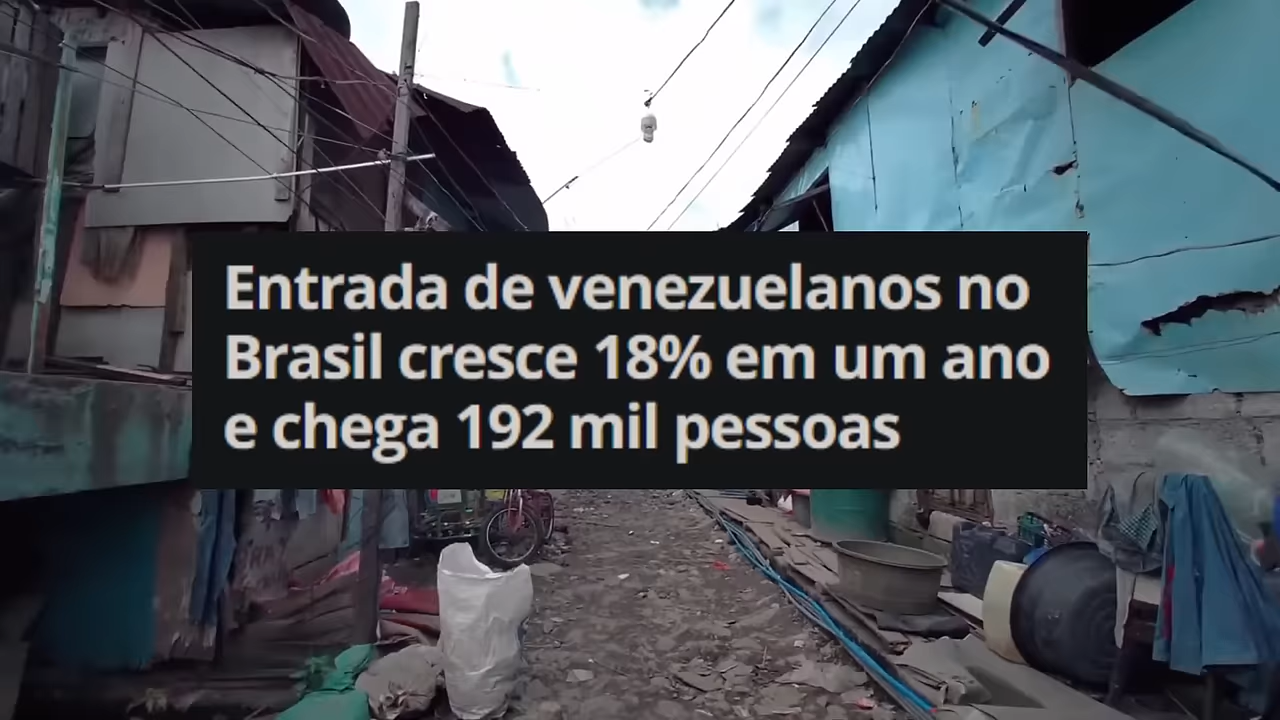 Entrada de venezuelanos no
Brasil cresce 18% em um ano
e chega 192 mil pessoas